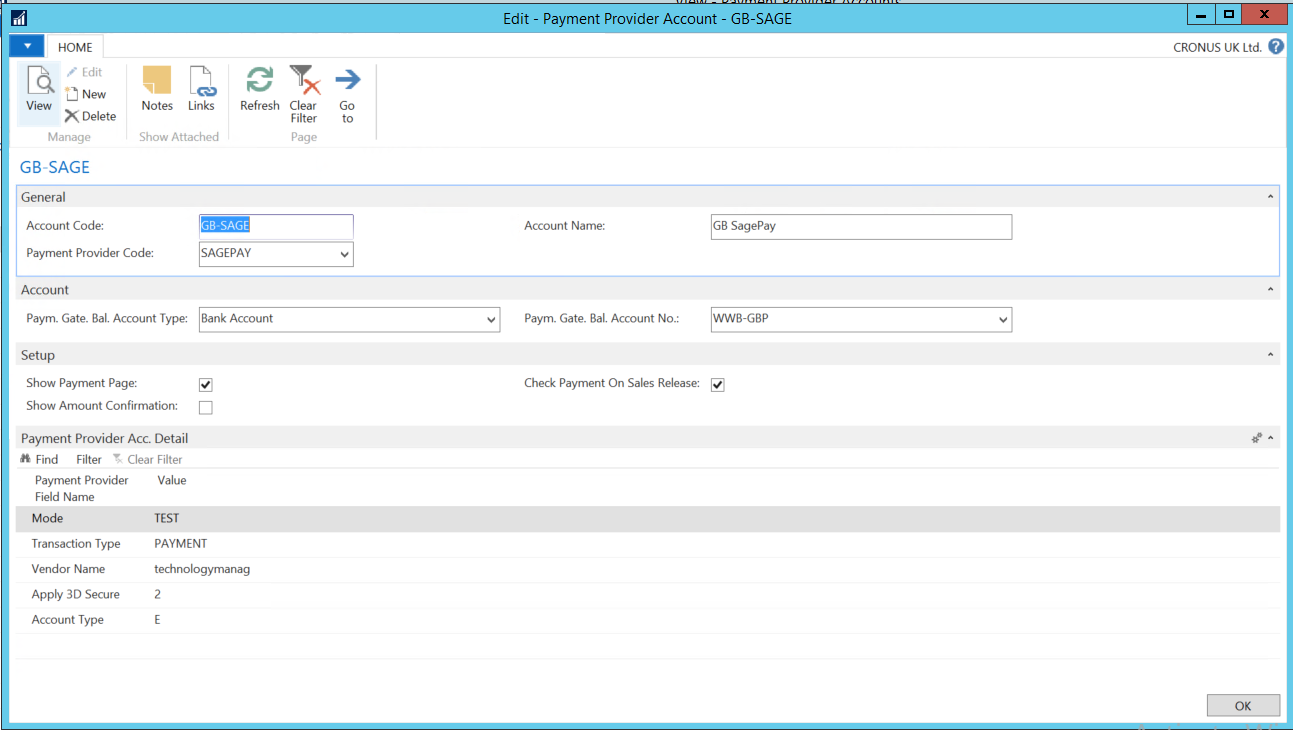 Edit - Payment Provider Account - GB-SAGE
HOME
CRONUS UK Ltd.
View
Edit
New
Delete
Manage
Notes
Links
Show Attached
Refresh
Clear Filter
Go to
Page
GB-SAGE
General
Account Code: GB-SAGE
Account Name: GB SagePay
Payment Provider Code: SAGEPAY
Account
Paym. Gate. Bal. Account Type: Bank Account
Paym. Gate. Bal. Account No.: WWB-GBP
Setup
Show Payment Page:
Check Payment On Sales Release:
Show Amount Confirmation:
Payment Provider Acc. Detail
Find Filter Clear Filter
Payment Provider Field Name Value
Mode TEST
Transaction Type PAYMENT
Vendor Name technologymanag
Apply 3D Secure 2
Account Type E
OK